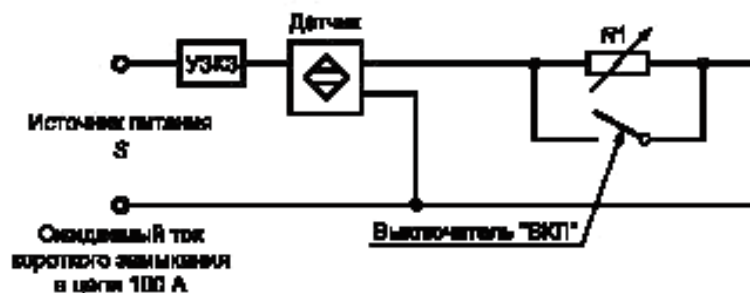 Датчик
R1
УЗКЗ
Источник питания
S
Выключатель "ВКП"
Ожидаемый ток
короткого замыкания
в цепи 100 А